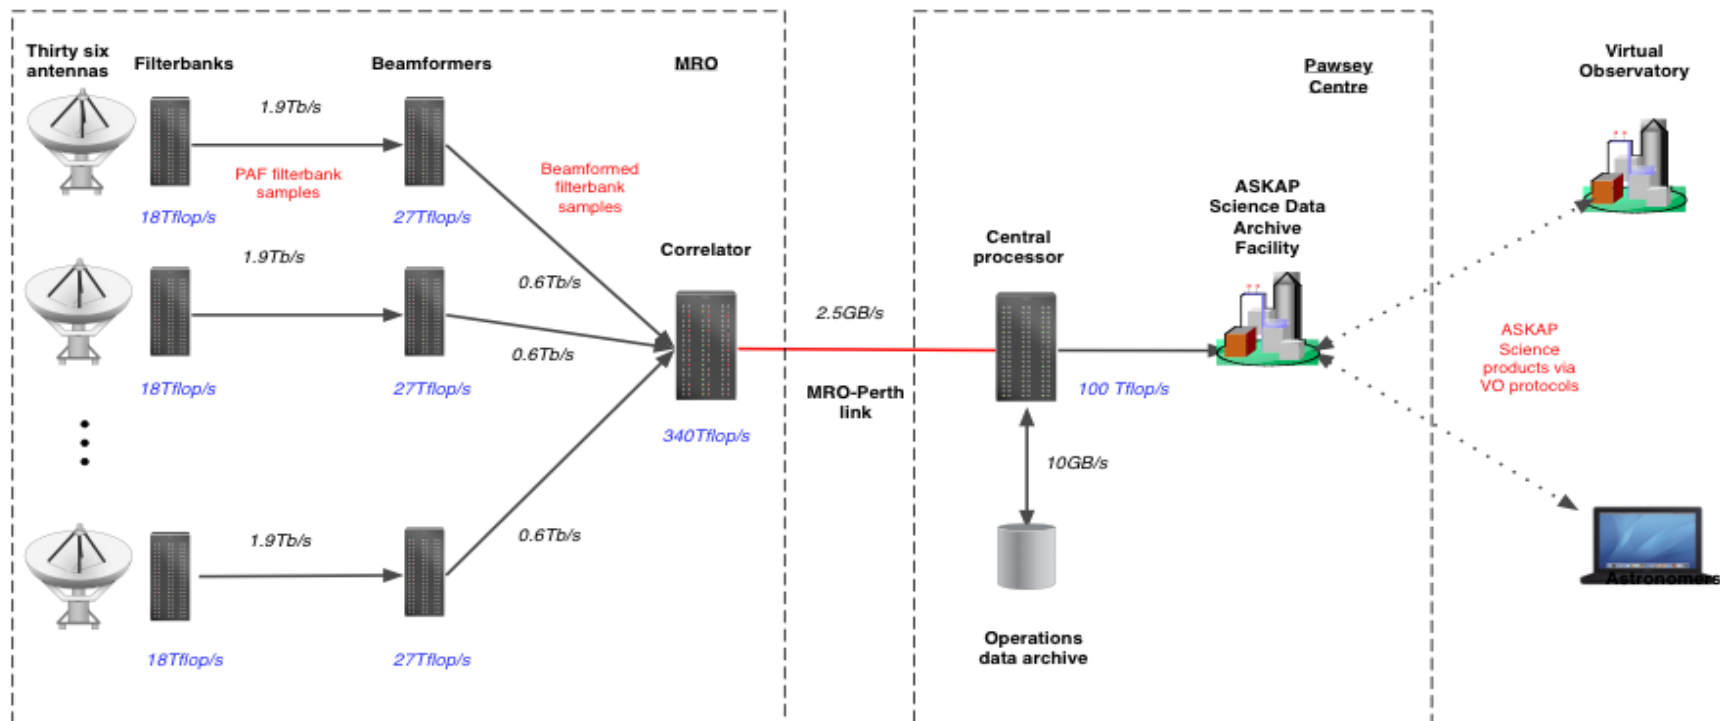 Thirty six
antennas
Filterbanks
Beamformers
MRO
1.9Tb/s
PAF filterbank
samples
Beamformed
filterbank
samples
18Tflop/s
27Tflop/s
1.9Tb/s
0.6Tb/s
0.6Tb/s
18Tflop/s
27Tflop/s
Correlator
340Tflop/s
1.9Tb/s
0.6Tb/s
18Tflop/s
27Tflop/s
2.5GB/s
MRO-Perth
link
Pawsey
Centre
Central
processor
100 Tflop/s
10GB/s
Operations
data archive
ASKAP
Science Data
Archive
Facility
Virtual
Observatory
ASKAP
Science
products via
VO protocols
Astronomers